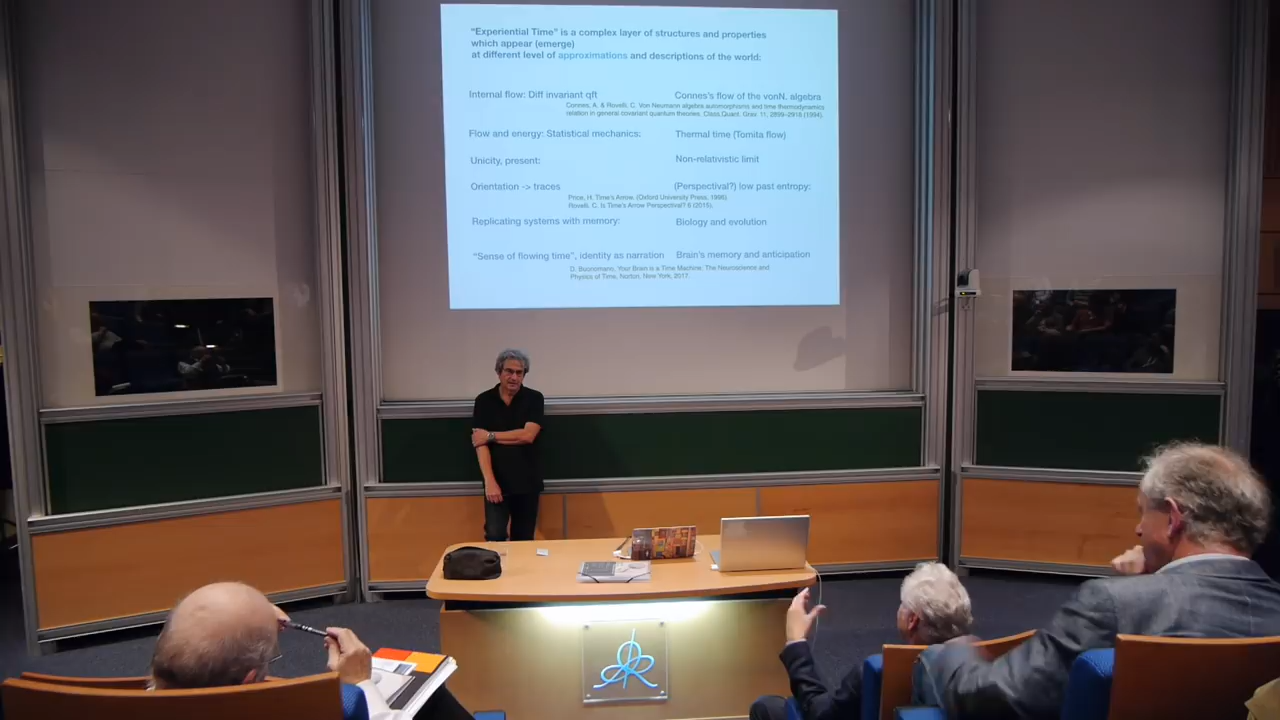 "Experiential Time" is a complex layer of structures and properties
which appear (emerge)
at different level of approximations and descriptions of the world:
Internal flow: Diff invariant qft
Connes's flow of the vonN. algebra
Connes, A. & Rovelli, C. Von Neumann algebra automorphisms and time thermodynamics
relation in general covariant quantum theories. Class.Quant. Grav. 11, 2899–2918 (1994).
Flow and energy: Statistical mechanics:
Thermal time (Tomita flow)
Unicity, present:
Non-relativistic limit
Orientation -> traces
(Perspectival?) low past entropy:
Price, H. Time's Arrow. (Oxford University Press, 1996).
Rovelli, C. Is Time's Arrow Perspectival? 6 (2015).
Replicating systems with memory:
Biology and evolution
"Sense of flowing time", identity as narration
Brain's memory and anticipation
D. Buonomano, Your Brain is a Time Machine: The Neuroscience and
Physics of Time, Norton, New York, 2017.